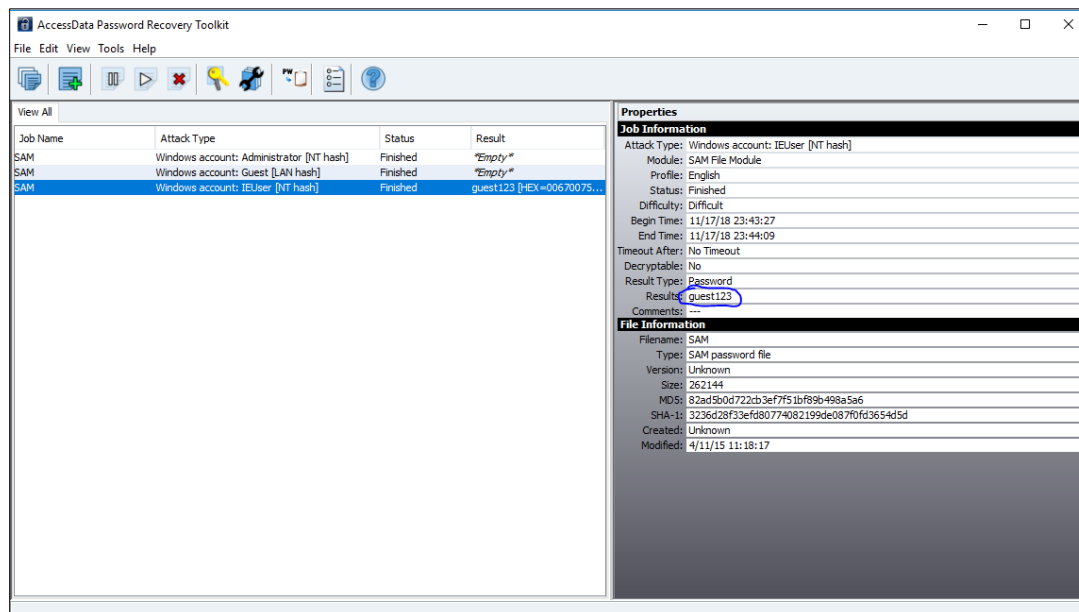 AccessData Password Recovery Toolkit
File Edit View Tools Help
View All
Job Name Attack Type Status Result
SAM Windows account: Administrator [NT hash] Finished *Empty*
SAM Windows account: Guest [LAN hash] Finished *Empty*
SAM Windows account: IEUser [NT hash] Finished guest123 [HEX=00670075...
Properties
Job Information
Attack Type: Windows account: IEUser [NT hash]
Module: SAM File Module
Profile: English
Status: Finished
Difficulty: Difficult
Begin Time: 11/17/18 23:43:27
End Time: 11/17/18 23:44:09
Timeout After: No Timeout
Decryptable: No
Result Type: Password
Results: guest123
Comments: ---
File Information
Filename: SAM
Type: SAM password file
Version: Unknown
Size: 262144
MD5: 82ad5b0d722cb3ef7f51bf89b498a5a6
SHA-1: 3236d28f33efd80774082199de087f0fd3654d5d
Created: Unknown
Modified: 4/11/15 11:18:17